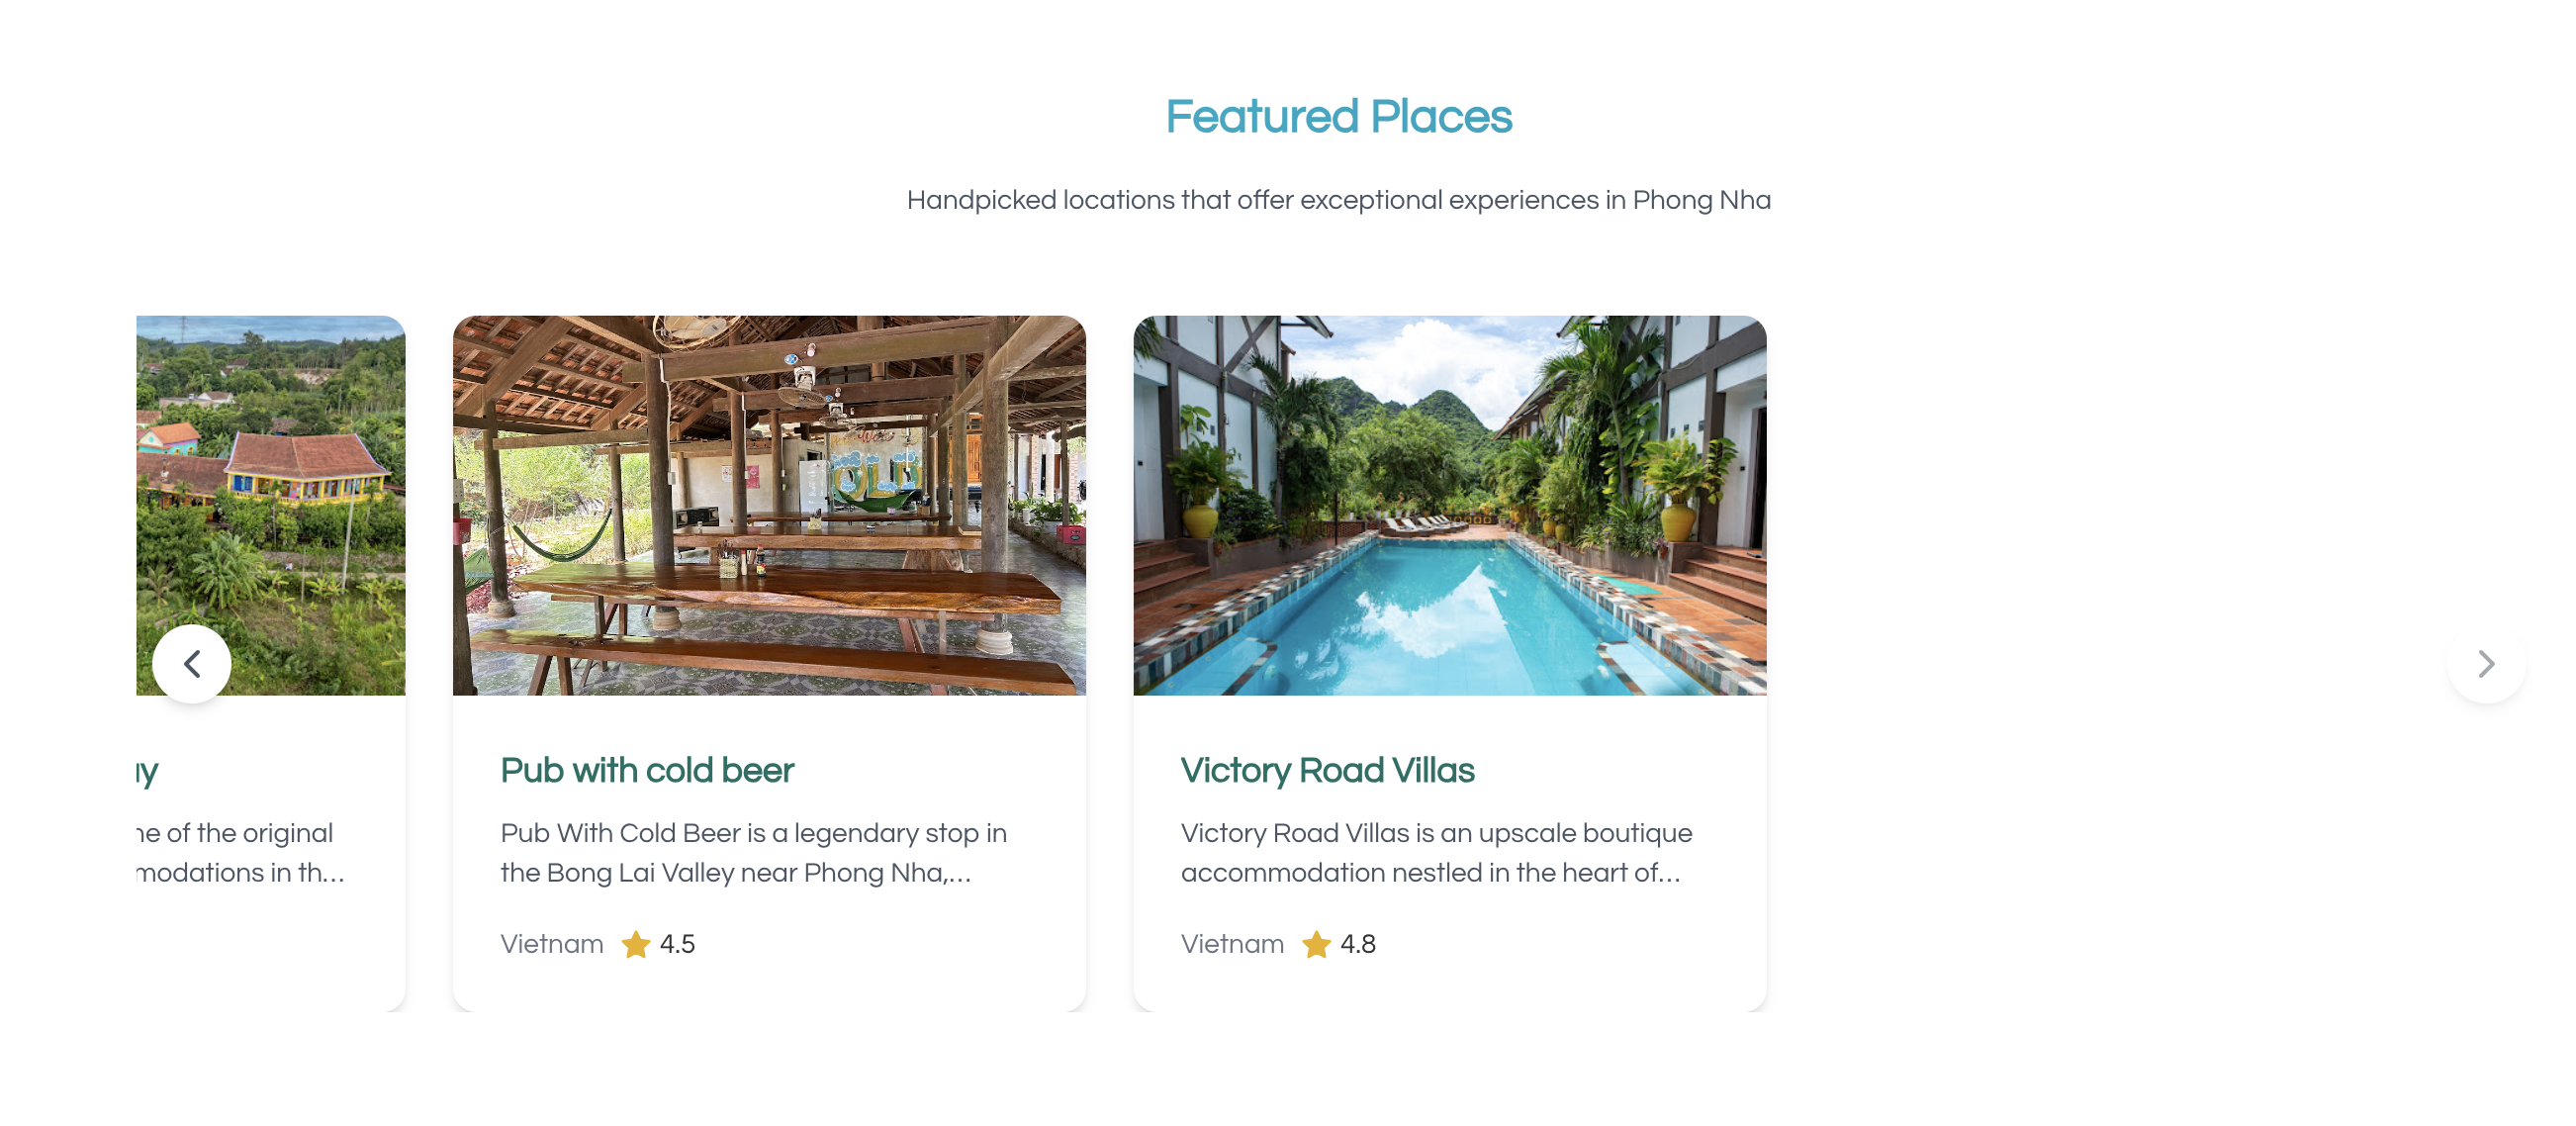 Featured Places
Handpicked locations that offer exceptional experiences in Phong Nha
ne of the original
modations in th...
Pub with cold beer
Pub With Cold Beer is a legendary stop in
the Bong Lai Valley near Phong Nha,...
Vietnam 4.5
Victory Road Villas
Victory Road Villas is an upscale boutique
accommodation nestled in the heart of...
Vietnam 4.8